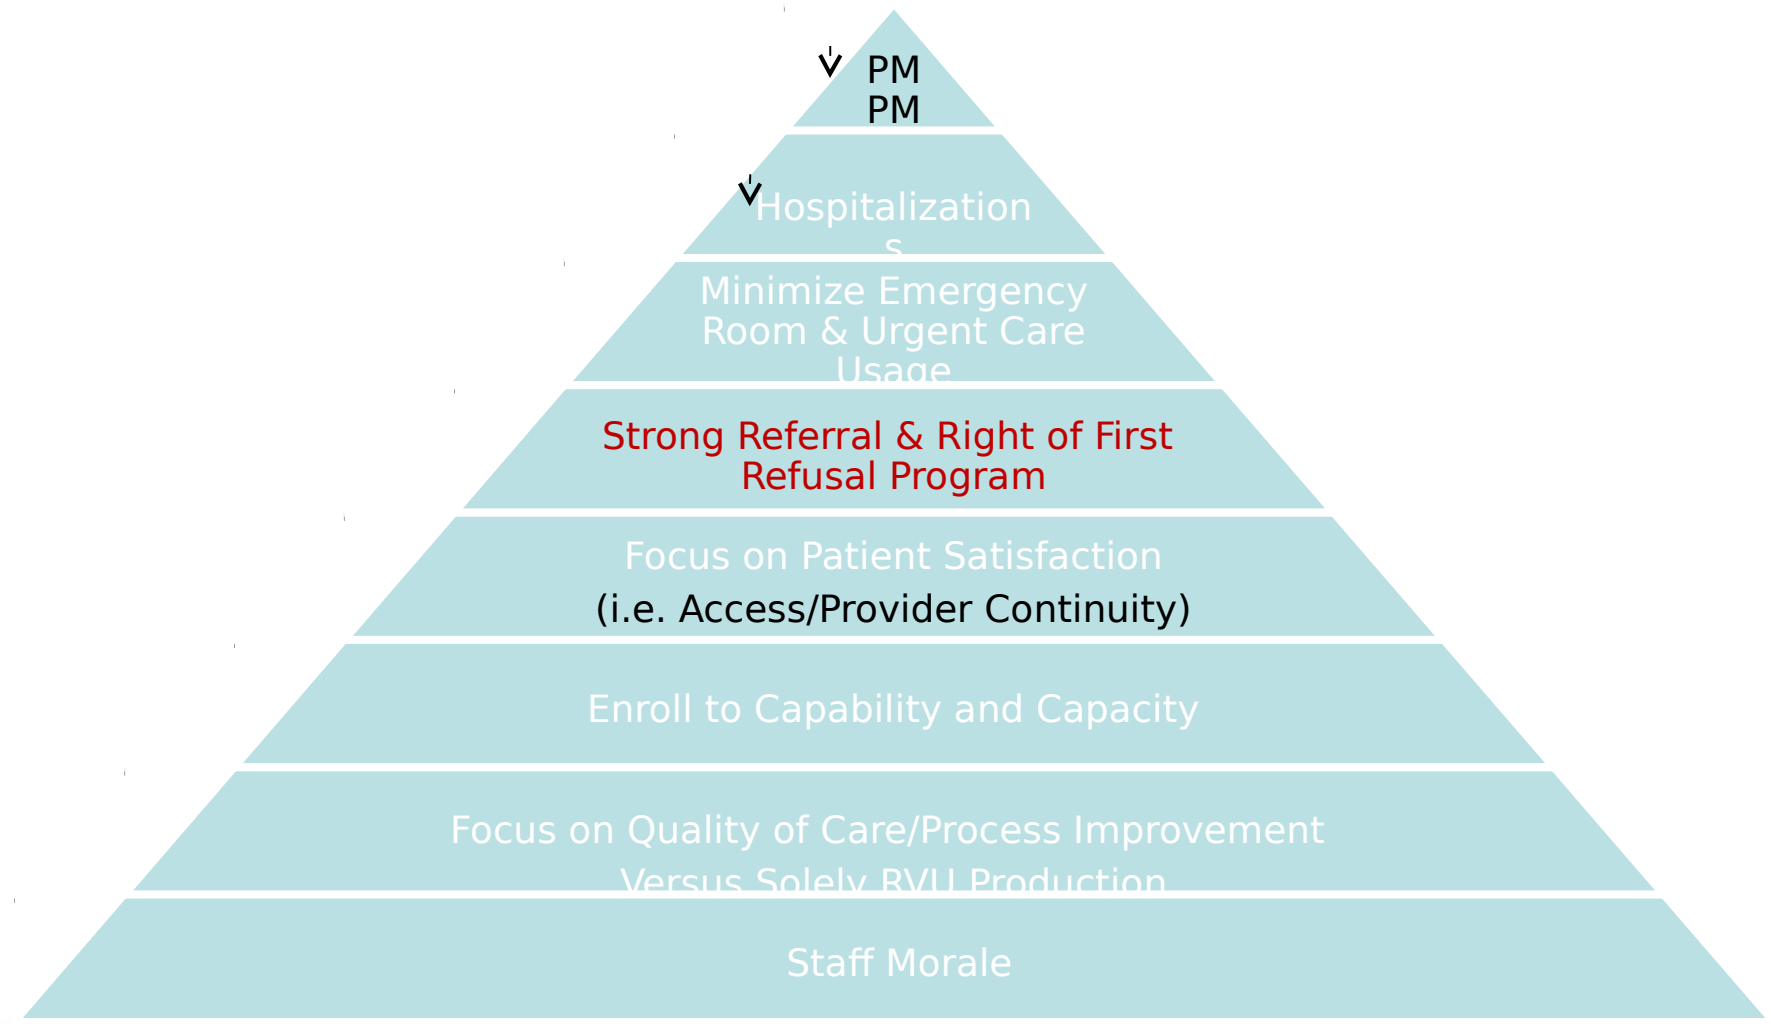 PM
PM
Hospitalization
s
Minimize Emergency
Room & Urgent Care
Usage
Strong Referral & Right of First
Refusal Program
Focus on Patient Satisfaction
(i.e. Access/Provider Continuity)
Enroll to Capability and Capacity
Focus on Quality of Care/Process Improvement
Versus Solely RVU Production
Staff Morale